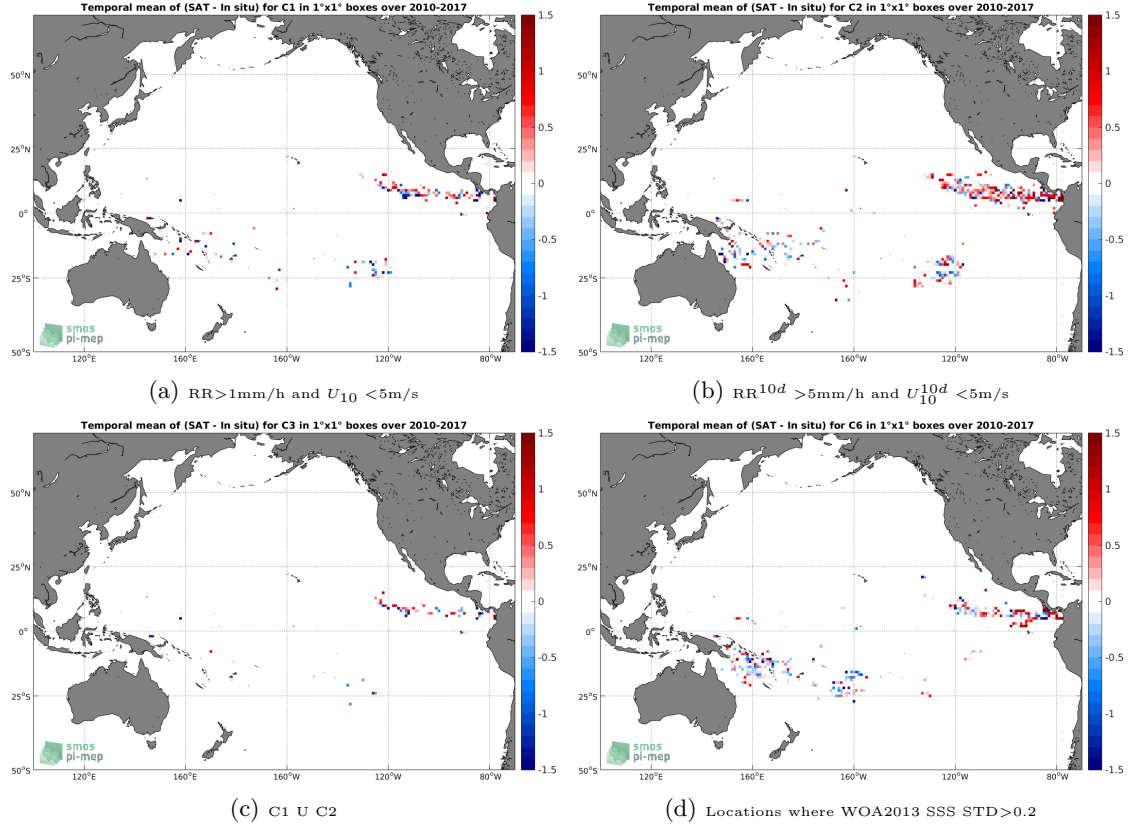 Temporal mean of (SAT - In situ) for C1 in 1°x1° boxes over 2010-2017
50°N
25°N
0°
25°S
50°S
120°E
160°E
160°W
120°W
80°W
1.5
1
0.5
0
-0.5
-1
-1.5
smos
pi-mep
(a) RR>1mm/h and U10 <5m/s
Temporal mean of (SAT - In situ) for C2 in 1°x1° boxes over 2010-2017
50°N
25°N
0°
25°S
50°S
120°E
160°E
160°W
120°W
80°W
1.5
1
0.5
0
-0.5
-1
-1.5
smos
pi-mep
(b) RR^10d >5mm/h and U10^10d <5m/s
Temporal mean of (SAT - In situ) for C3 in 1°x1° boxes over 2010-2017
50°N
25°N
0°
25°S
50°S
120°E
160°E
160°W
120°W
80°W
1.5
1
0.5
0
-0.5
-1
-1.5
smos
pi-mep
(c) C1 U C2
Temporal mean of (SAT - In situ) for C6 in 1°x1° boxes over 2010-2017
50°N
25°N
0°
25°S
50°S
120°E
160°E
160°W
120°W
80°W
1.5
1
0.5
0
-0.5
-1
-1.5
smos
pi-mep
(d) Locations where WOA2013 SSS STD>0.2